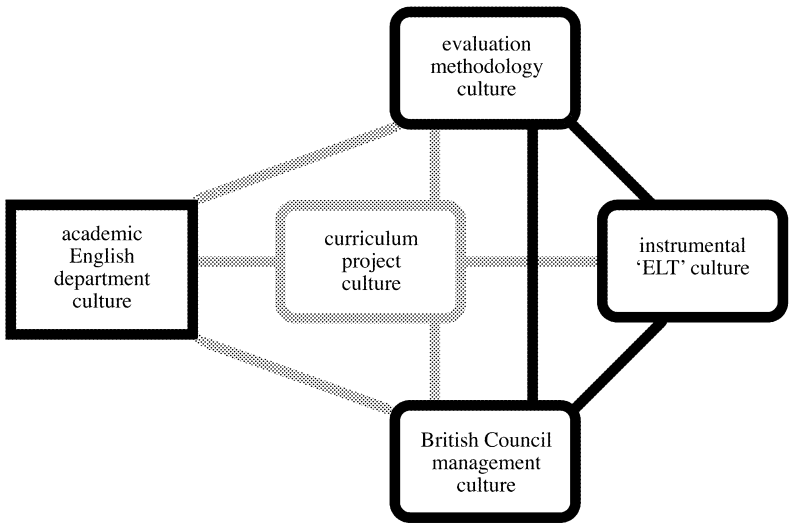 evaluation
methodology
culture
academic
English
department
culture
curriculum
project
culture
instrumental
‘ELT’ culture
British Council
management
culture